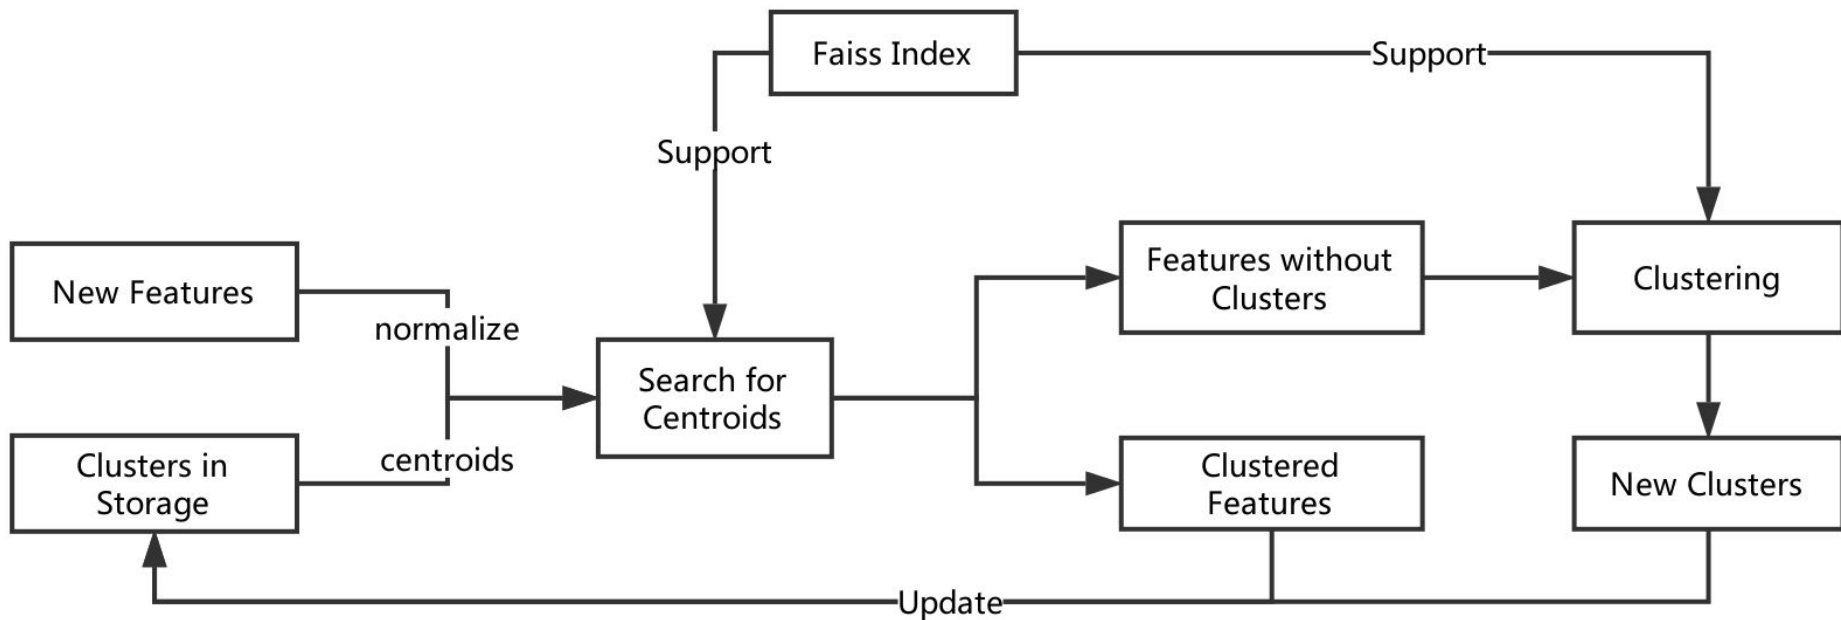 Faiss Index
Support
Support
New Features
normalize
Features without
Clusters
Clustering
Search for
Centroids
Clusters in
Storage
centroids
Clustered
Features
New Clusters
Update